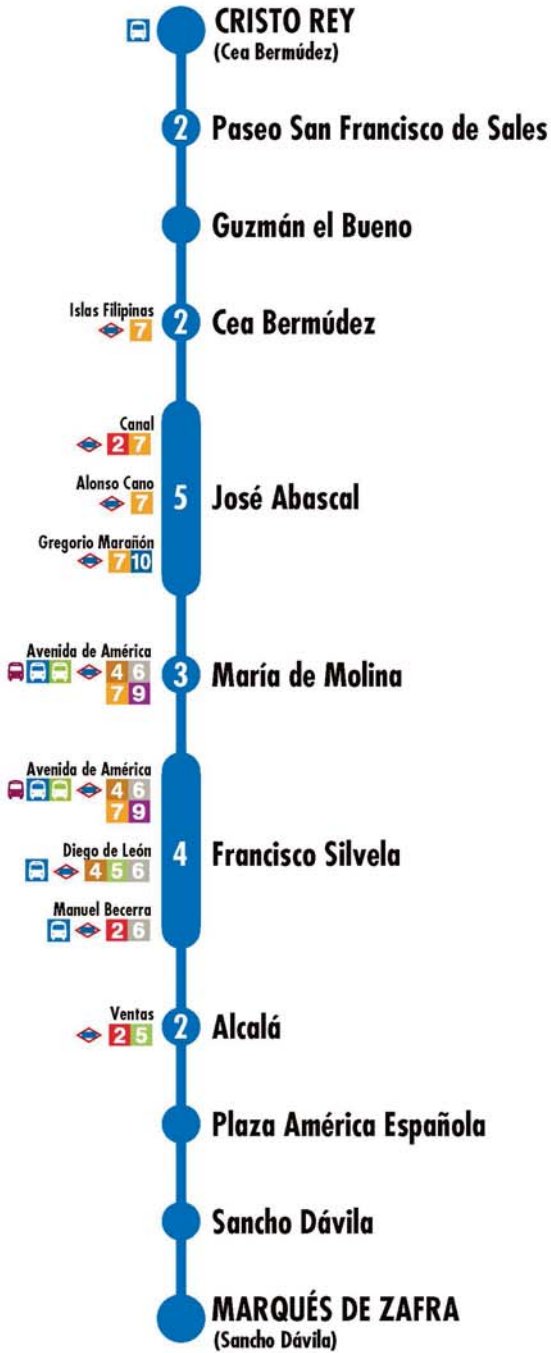 CRISTO REY
(Cea Bermúdez)
2 Paseo San Francisco de Sales
Guzmán el Bueno
Islas Filipinas
7
2 Cea Bermúdez
Canal
2 7
Alonso Cano
7
5 José Abascal
Gregorio Marañón
7 10
Avenida de América
4 6
7 9
3 María de Molina
Avenida de América
4 6
7 9
Diego de León
4 5 6
4 Francisco Silvela
Manuel Becerra
2 6
Ventas
2 5
2 Alcalá
Plaza América Española
Sancho Dávila
MARQUÉS DE ZAFRA
(Sancho Dávila)